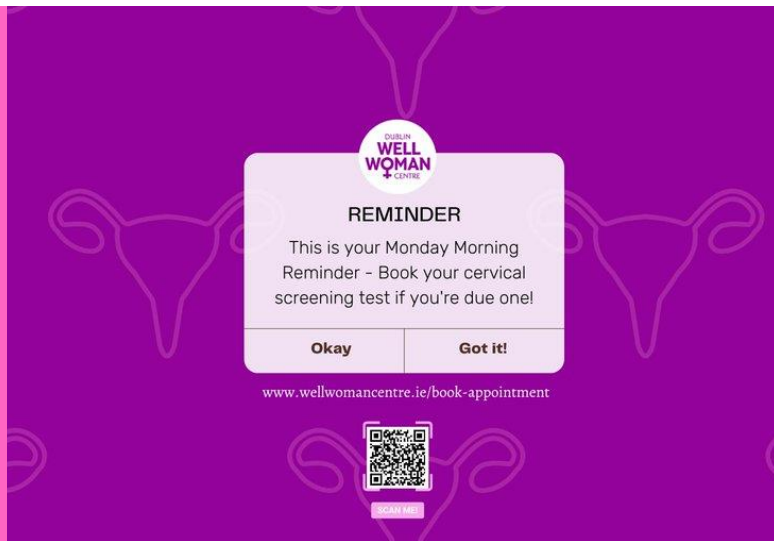 DUBLIN
WELL
WOMAN
CENTRE
REMINDER
This is your Monday Morning
Reminder - Book your cervical
screening test if you're due one!
Okay
Got it!
www.wellwomancentre.ie/book-appointment
SCAN ME!